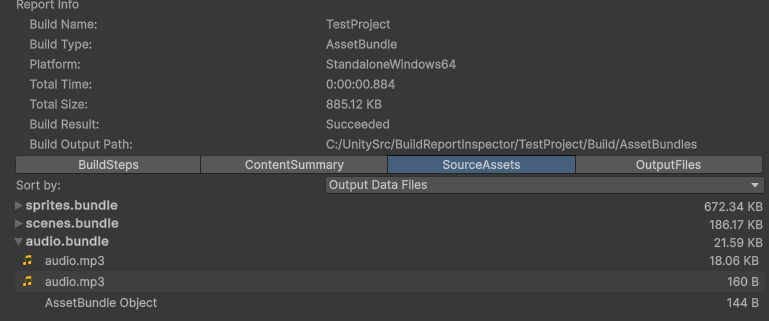 Report Info
Build Name: TestProject
Build Type: AssetBundle
Platform: StandaloneWindows64
Total Time: 0:00:00.884
Total Size: 885.12 KB
Build Result: Succeeded
Build Output Path: C:/UnitySrc/BuildReportInspector/TestProject/Build/AssetBundles
BuildSteps ContentSummary SourceAssets OutputFiles
Sort by: Output Data Files
sprites.bundle 672.34 KB
scenes.bundle 186.17 KB
audio.bundle 21.59 KB
audio.mp3 18.06 KB
audio.mp3 160 B
AssetBundle Object 144 B